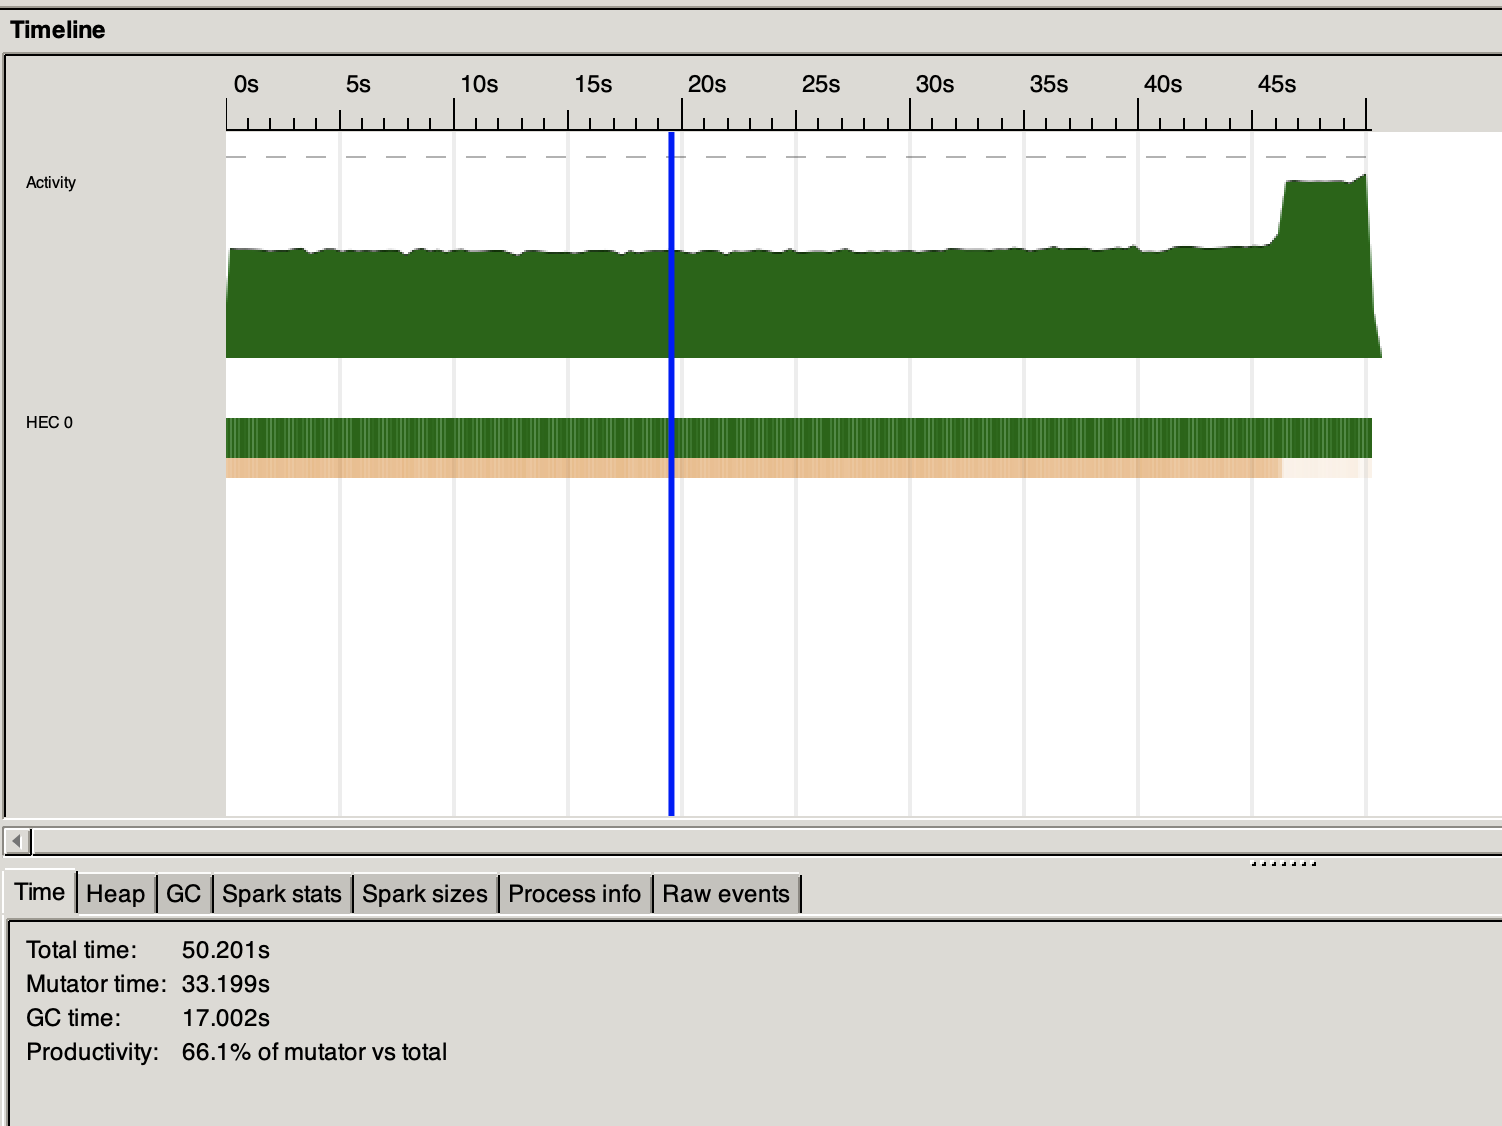 Timeline
0s 5s 10s 15s 20s 25s 30s 35s 40s 45s
Activity
HEC 0
Time Heap GC Spark stats Spark sizes Process info Raw events
Total time: 50.201s
Mutator time: 33.199s
GC time: 17.002s
Productivity: 66.1% of mutator vs total